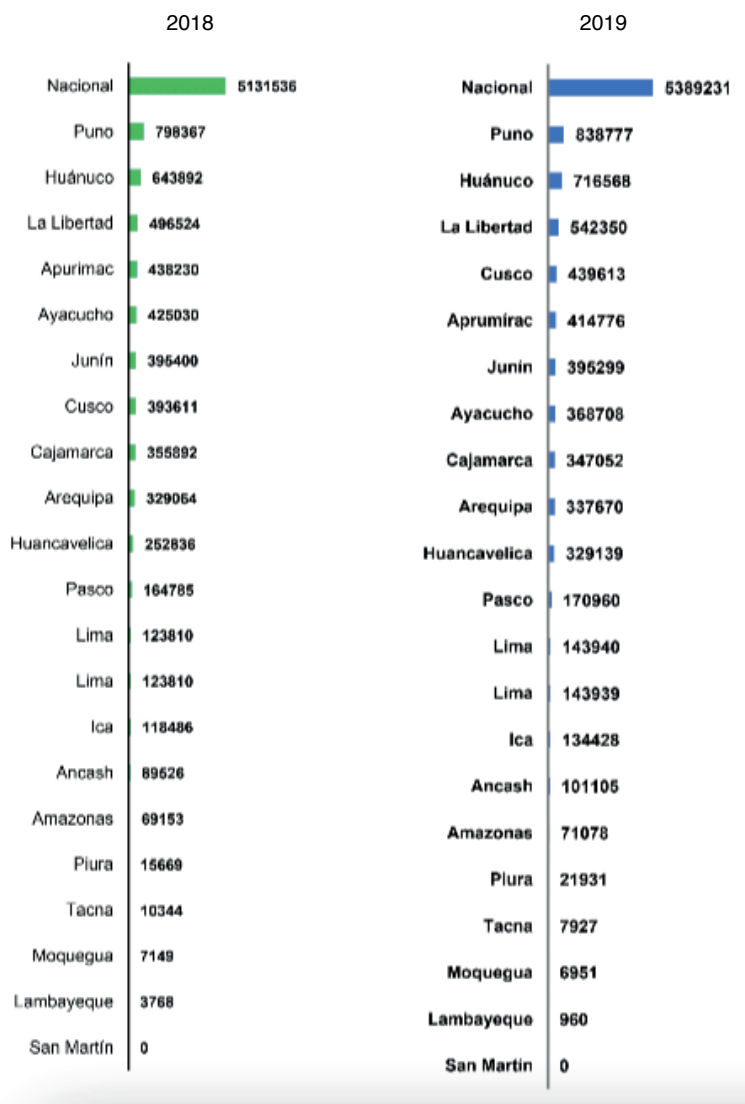 2018
Nacional 5131536
Puno 798367
Huánuco 643892
La Libertad 496524
Apurimac 438230
Ayacucho 425030
Junín 395400
Cusco 393611
Cajamarca 355892
Arequipa 329054
Huancavelica 252836
Pasco 164785
Lima 123810
Lima 123810
Ica 118486
Ancash 89526
Amazonas 69153
Piura 15669
Tacna 10344
Moquegua 7149
Lambayeque 3768
San Martín 0
2019
Nacional 5389231
Puno 838777
Huánuco 716568
La Libertad 542350
Cusco 439613
Aprumirac 414776
Junin 395299
Ayacucho 368708
Cajamarca 347052
Arequipa 337670
Huancavelica 329139
Pasco 170960
Lima 143940
Lima 143939
Ica 134428
Ancash 101105
Amazonas 71078
Piura 21931
Tacna 7927
Moquegua 6951
Lambayeque 960
San Martin 0